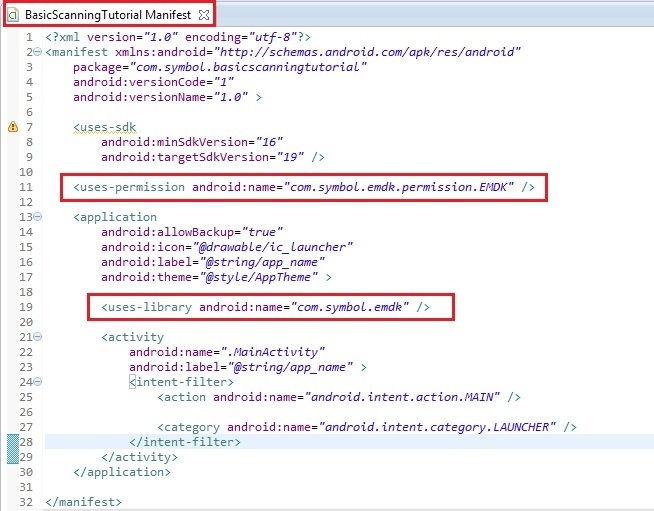 BasicScanningTutorial Manifest
1 <?xml version="1.0" encoding="utf-8"?>
2 <manifest xmlns:android="http://schemas.android.com/apk/res/android"
3     package="com.symbol.basicscanningtutorial"
4     android:versionCode="1"
5     android:versionName="1.0" >
6
7     <uses-sdk
8         android:minSdkVersion="16"
9         android:targetSdkVersion="19" />
10
11     <uses-permission android:name="com.symbol.emdk.permission.EMDK" />
12
13     <application
14         android:allowBackup="true"
15         android:icon="@drawable/ic_launcher"
16         android:label="@string/app_name"
17         android:theme="@style/AppTheme" >
18
19         <uses-library android:name="com.symbol.emdk" />
20
21         <activity
22             android:name=".MainActivity"
23             android:label="@string/app_name" >
24             <intent-filter>
25                 <action android:name="android.intent.action.MAIN" />
26
27                 <category android:name="android.intent.category.LAUNCHER" />
28             </intent-filter>
29         </activity>
30     </application>
31
32 </manifest>